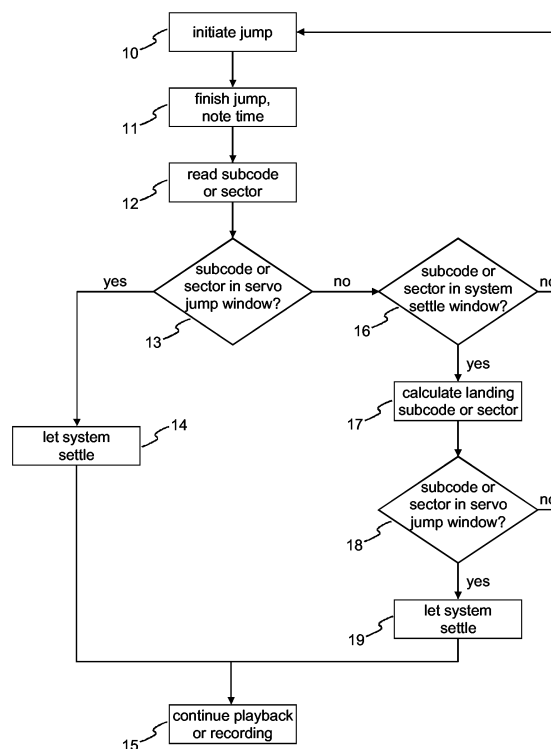 initiate jump
10
finish jump,
note time
11
read subcode
or sector
12
subcode or
sector in servo
jump window?
yes
no
13
subcode or
sector in system
settle window?
no
16
yes
calculate landing
subcode or sector
17
let system
settle
14
subcode or
sector in servo
jump window?
no
18
yes
let system
settle
19
continue playback
or recording
15